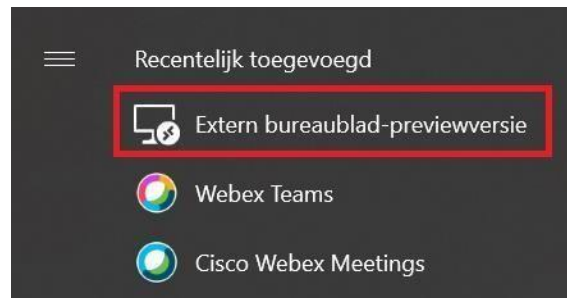 Recentelijk toegevoegd
Extern bureaublad-previewversie
Webex Teams
Cisco Webex Meetings